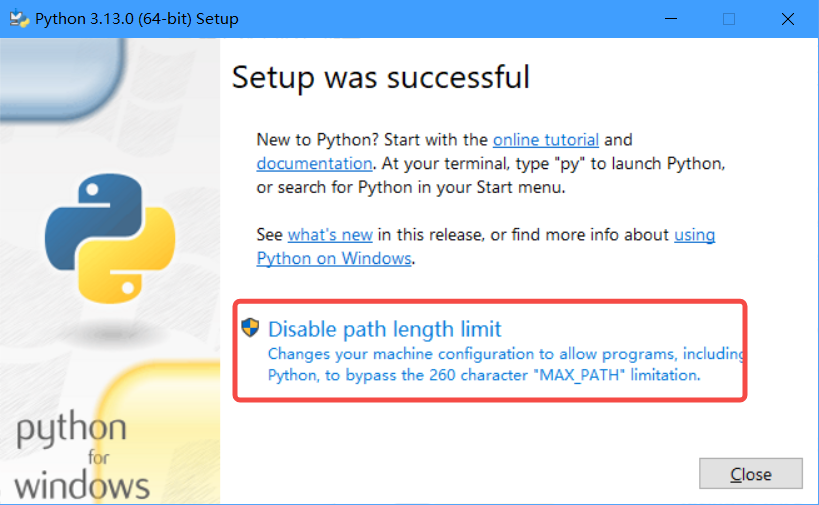 Python 3.13.0 (64-bit) Setup
Setup was successful
New to Python? Start with the online tutorial and
documentation. At your terminal, type "py" to launch Python,
or search for Python in your Start menu.
See what's new in this release, or find more info about using
Python on Windows.
Disable path length limit
Changes your machine configuration to allow programs, including
Python, to bypass the 260 character "MAX_PATH" limitation.
python
for
windows
Close